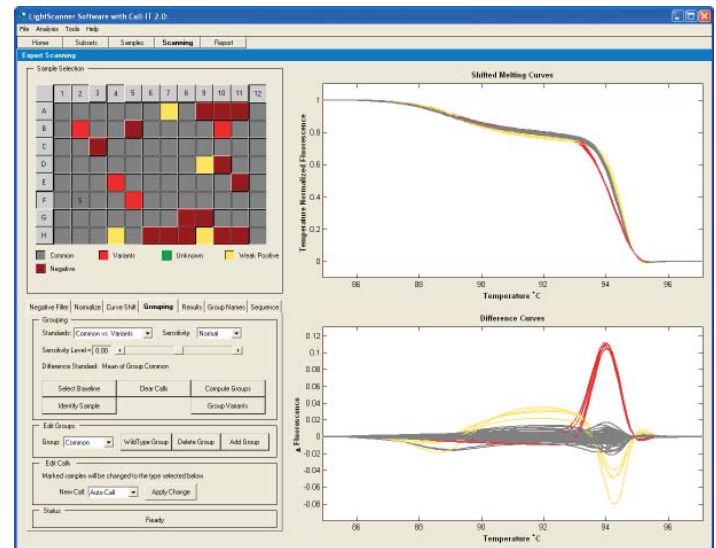 LightScanner Software with Call-IT 2.0:
File Analysis Tools Help
Home Subsets Samples Scanning Report
Expert Scanning
Sample Selection
1 2 3 4 5 6 7 8 9 10 11 12
A
B
C
D
E
F S
G
H
Common Variants Unknown Weak Positive
Negative
Negative Filter Normalize Curve Shift Grouping Results Group Names Sequence
Grouping
Standards: Common vs. Variants Sensitivity: Normal
Sensitivity Level = 0.00
Difference Standard: Mean of Group Common
Select Baseline Clear Calls Compute Groups
Identify Sample Group Variants
Edit Groups
Group: Common WildType Group Delete Group Add Group
Edit Calls
Marked samples will be changed to the type selected below
New Call: Auto Call Apply Change
Status
Ready
Shifted Melting Curves
Temperature Normalized Fluorescence
1
0.8
0.6
0.4
0.2
0
86 88 90 92 94 96
Temperature °C
Difference Curves
Δ Fluorescence
0.12
0.1
0.08
0.06
0.04
0.02
0
-0.02
-0.04
-0.06
-0.08
86 88 90 92 94 96
Temperature °C